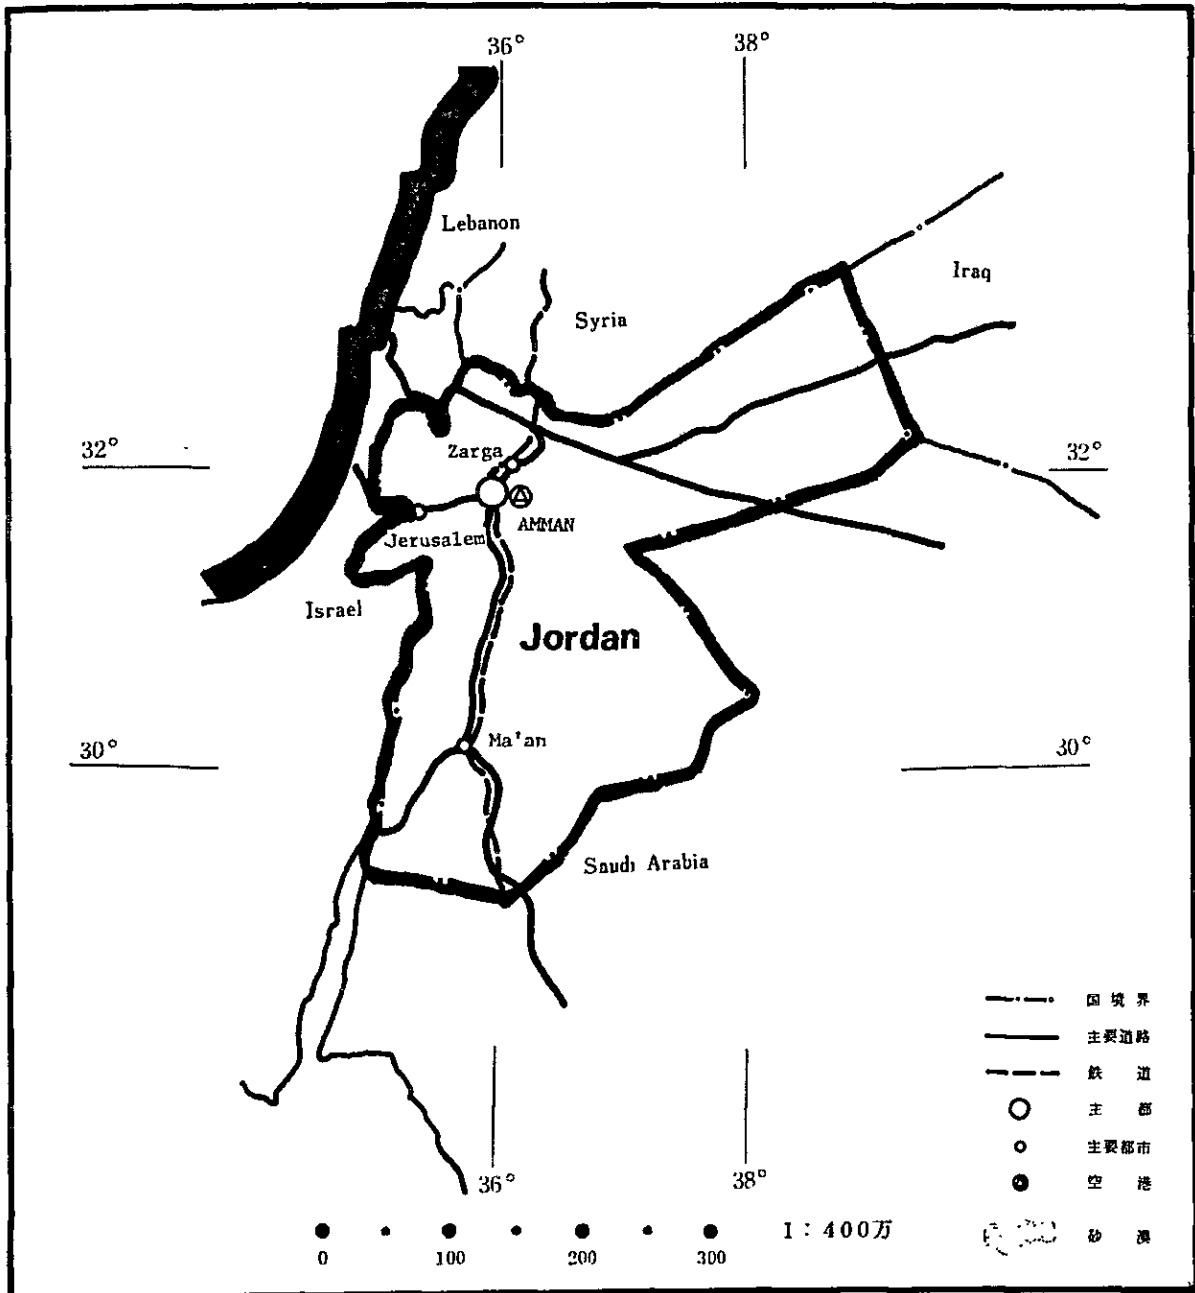 36°
38°
Lebanon
Iraq
Syria
32°
Zarga
32°
AMMAN
Jerusalem
Israel
Jordan
30°
Ma'an
30°
Saudi Arabia
国境界
主要道路
鉄道
主都
主要都市
空港
砂漠
36°
38°
1:400万
0 100 200 300